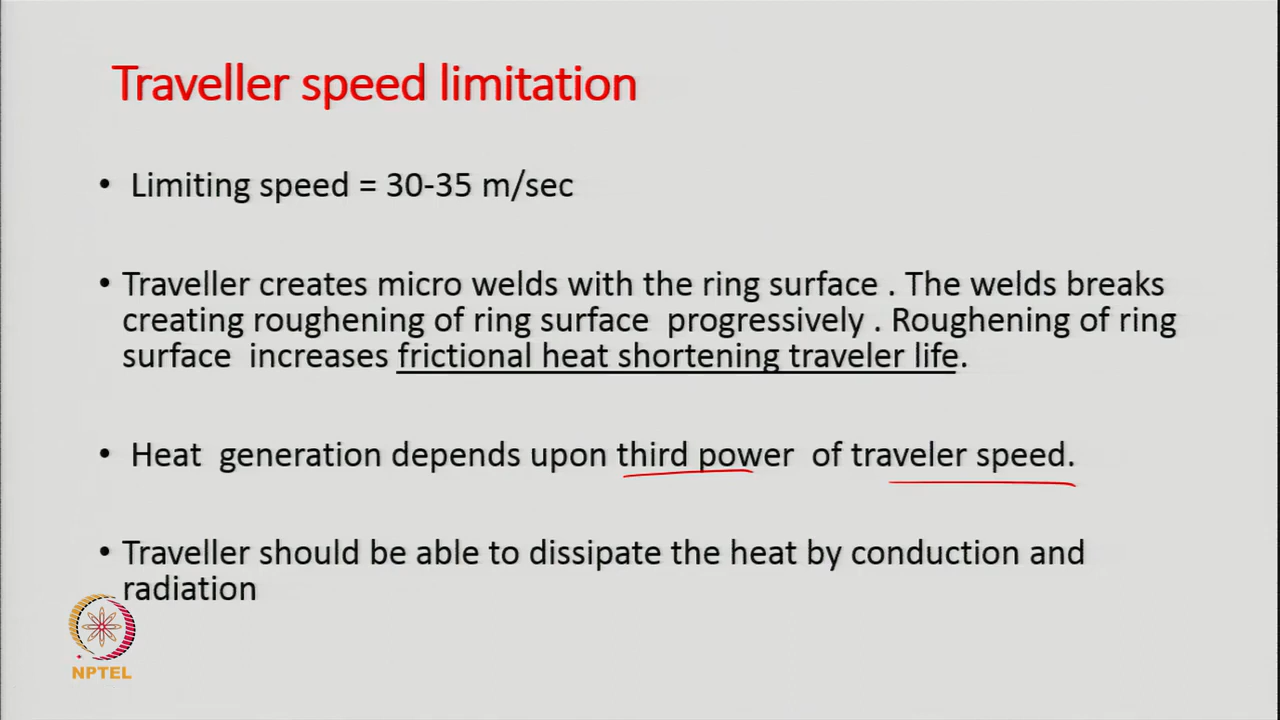 Traveller speed limitation
• Limiting speed = 30-35 m/sec
• Traveller creates micro welds with the ring surface . The welds breaks
creating roughening of ring surface progressively . Roughening of ring
surface increases frictional heat shortening traveler life.
• Heat generation depends upon third power of traveler speed.
• Traveller should be able to dissipate the heat by conduction and
radiation
NPTEL